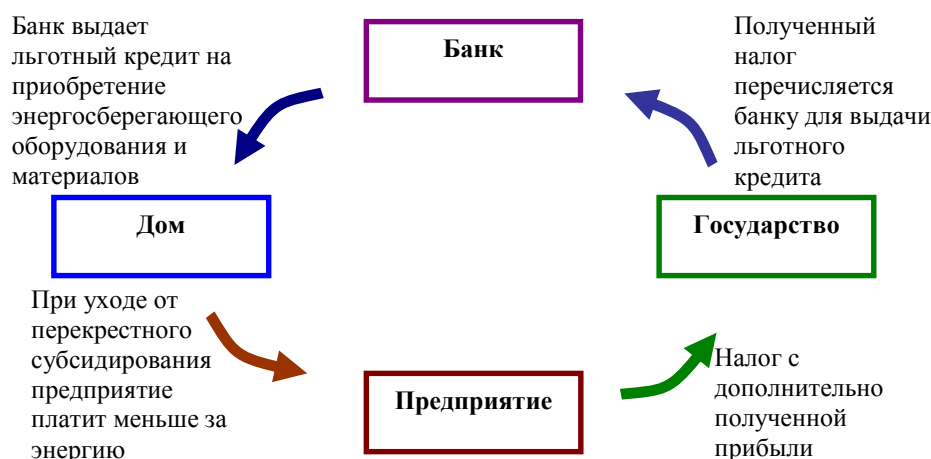 Банк выдает
льготный кредит на
приобретение
энергосберегающего
оборудования и
материалов
Банк
Полученный
налог
перечисляется
банку для выдачи
льготного
кредита
Дом
Государство
При уходе от
перекрестного
субсидирования
предприятие
платит меньше за
энергию
Предприятие
Налог с
дополнительно
полученной
прибыли